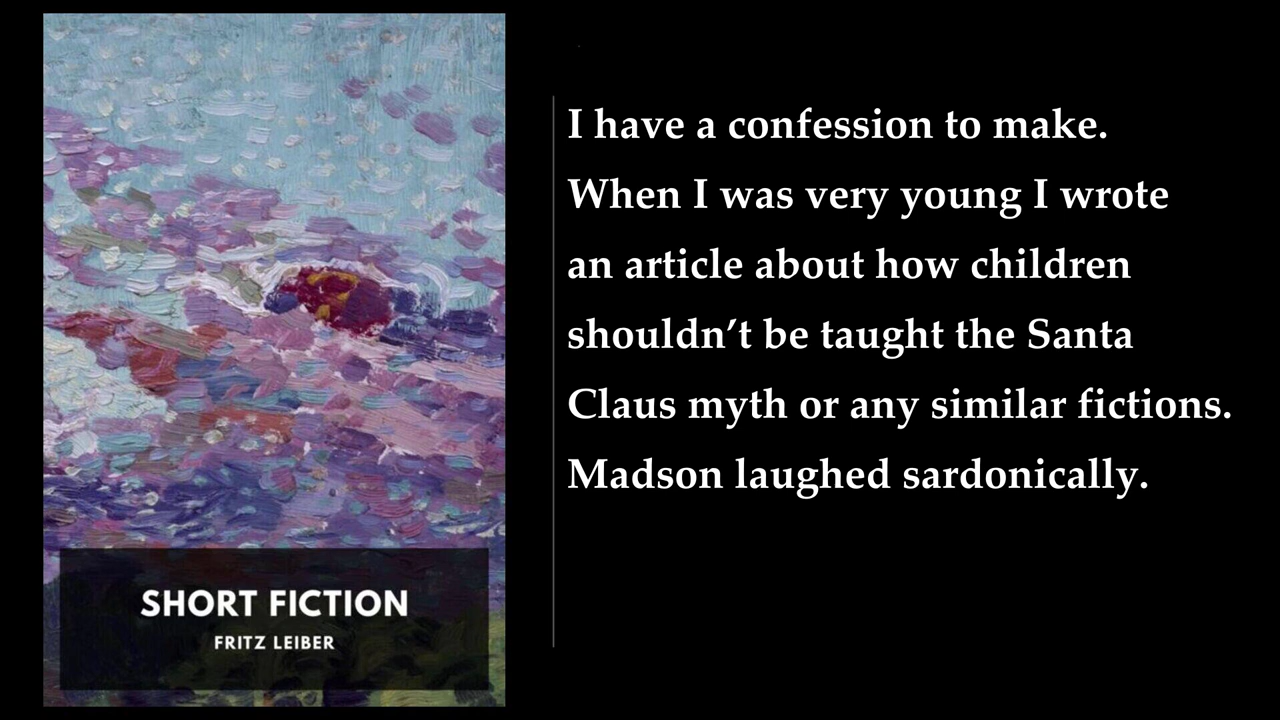 SHORT FICTION
FRITZ LEIBER
I have a confession to make.
When I was very young I wrote
an article about how children
shouldn’t be taught the Santa
Claus myth or any similar fictions.
Madson laughed sardonically.